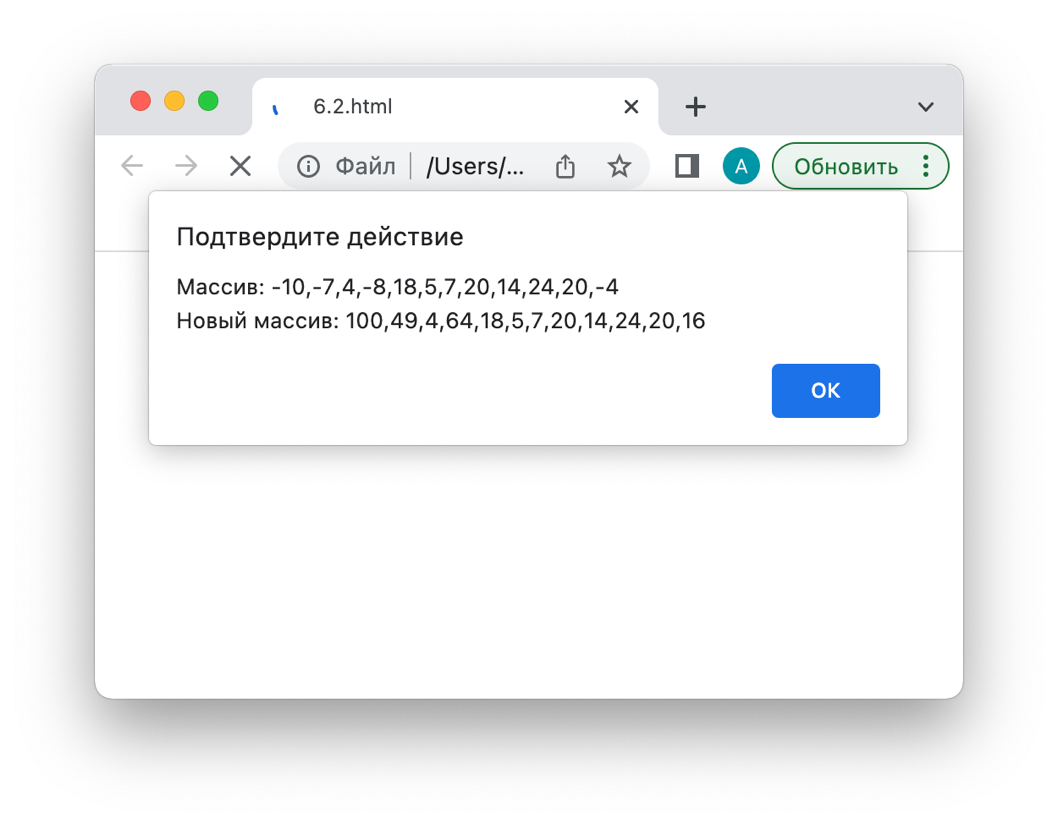 6.2.html
Файл /Users/...
A
Обновить
Подтвердите действие
Массив: -10,-7,4,-8,18,5,7,20,14,24,20,-4
Новый массив: 100,49,4,64,18,5,7,20,14,24,20,16
ОК